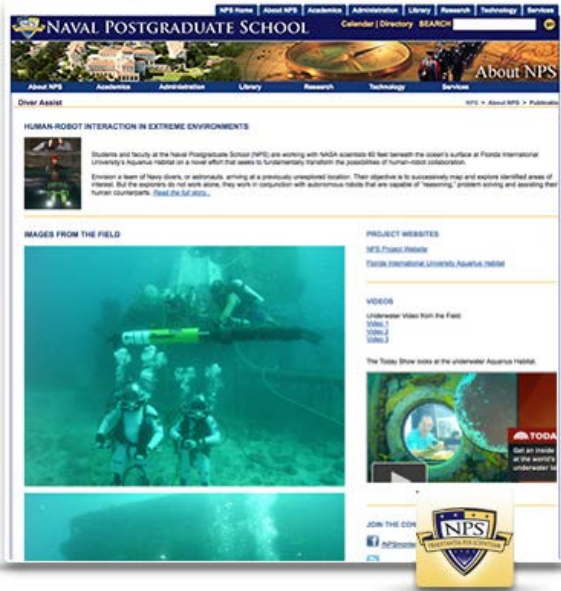 NPS Home About NPS Academics Administration Library Research Technology Services
NAVAL POSTGRADUATE SCHOOL
Calendar | Directory SEARCH
About NPS
About NPS Academics Administration Library Research Technology Services
Diver Assist
NPS > About NPS > Publicatio
HUMAN-ROBOT INTERACTION IN EXTREME ENVIRONMENTS
Students and faculty at the Naval Postgraduate School (NPS) are working with NASA scientists 60 feet beneath the ocean's surface at Florida International
University's Aquarius Habitat on a novel effort that seeks to fundamentally transform the possibilities of human-robot collaboration.
Envision a team of Navy divers, or astronauts, arriving at a previously unexplored location. Their objective is to successively map and explore identified areas of
interest. But the explorers do not work alone, they work in conjunction with autonomous robots that are capable of "reasoning," problem solving and assisting their
human counterparts. Read the full story...
IMAGES FROM THE FIELD
PROJECT WEBSITES
NPS Project Website
Florida International University Aquarius Habitat
VIDEOS
Underwater Video from the Field:
Video 1
Video 2
Video 3
The Today Show looks at the underwater Aquarius Habitat.
TODA
Get an inside
at the world's
underwater la
JOIN THE CON
/NPSmonte
NPS
PRAESTANTIA PER SCIENTIAM